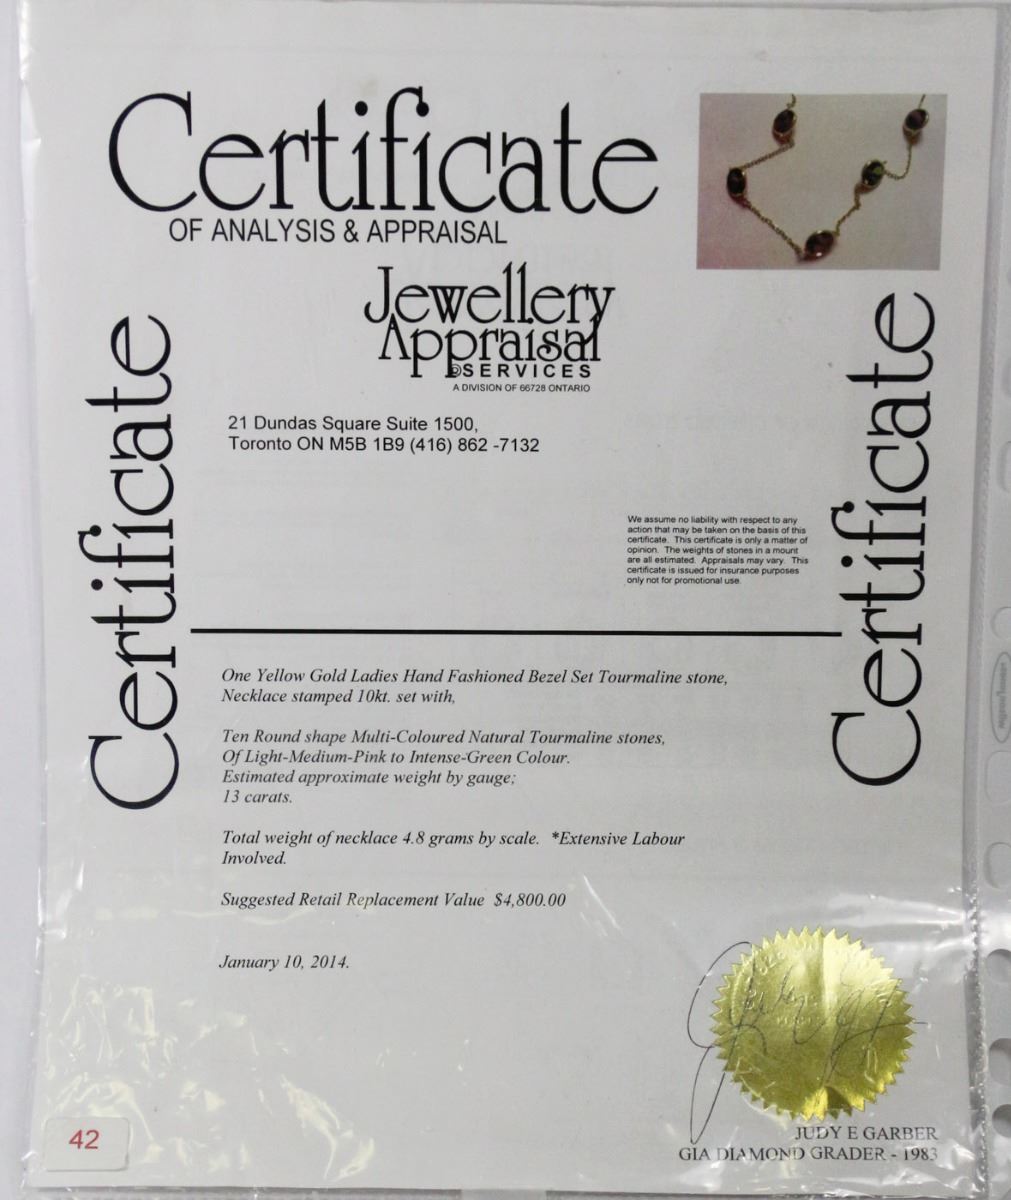 Certificate
OF ANALYSIS & APPRAISAL
Jewellery
Appraisal
SERVICES
A DIVISION OF 66728 ONTARIO
Certificate
Certificate
21 Dundas Square Suite 1500,
Toronto ON M5B 1B9 (416) 862 -7132
We assume no liability with respect to any
action that may be taken on the basis of this
certificate. This certificate is only a matter of
opinion. The weights of stones in a mount
are all estimated. Appraisals may vary. This
certificate is issued for insurance purposes
only not for promotional use.
One Yellow Gold Ladies Hand Fashioned Bezel Set Tourmaline stone,
Necklace stamped 10kt. set with,
Ten Round shape Multi-Coloured Natural Tourmaline stones,
Of Light-Medium-Pink to Intense-Green Colour.
Estimated approximate weight by gauge;
13 carats.
Total weight of necklace 4.8 grams by scale. *Extensive Labour
Involved.
Suggested Retail Replacement Value $4,800.00
January 10, 2014.
JUDY E GARBER
GIA DIAMOND GRADER - 1983
42